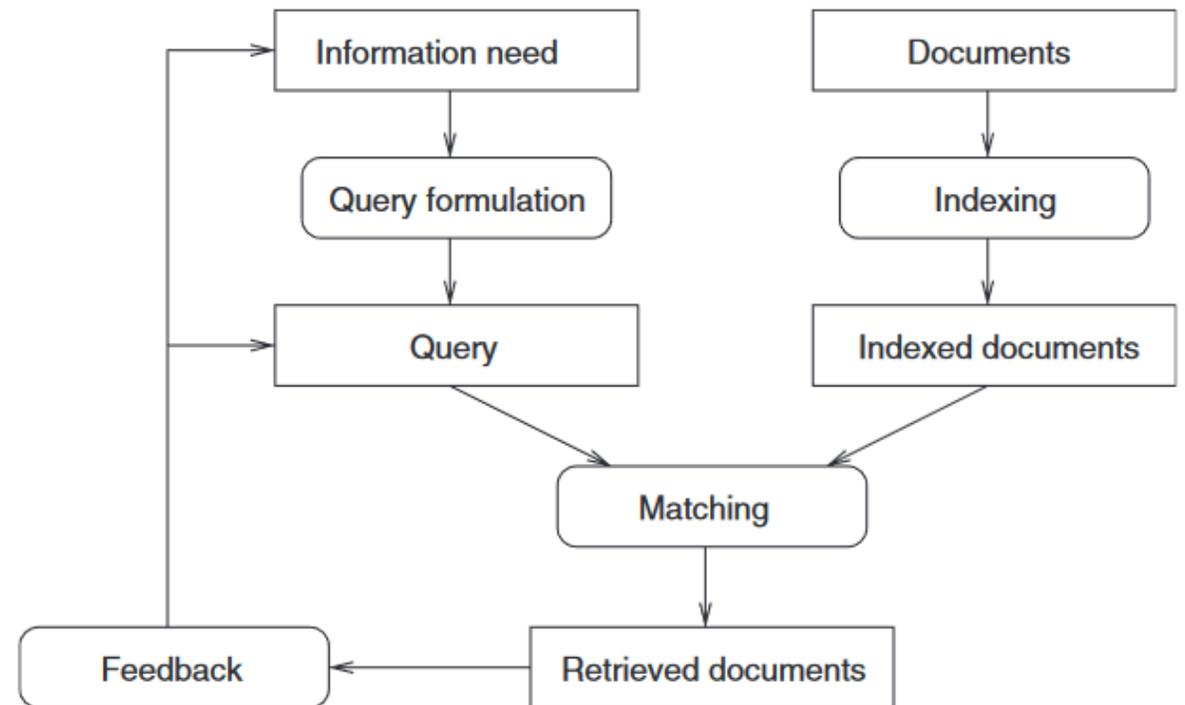 Information need
Documents
Query formulation
Indexing
Query
Indexed documents
Matching
Feedback
Retrieved documents